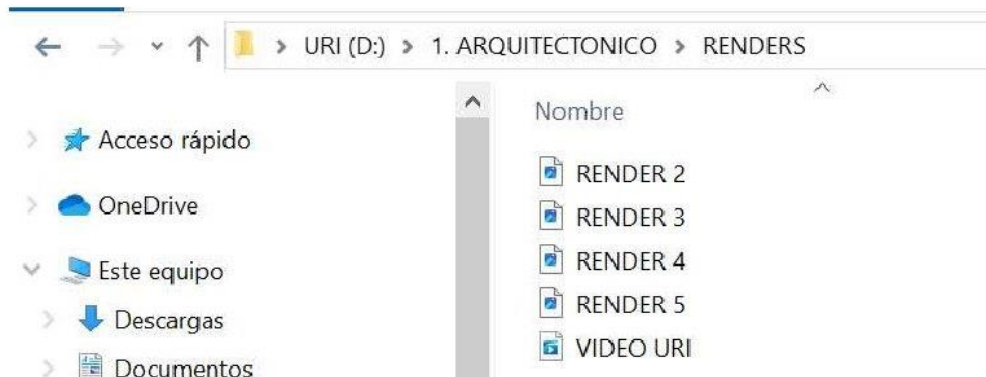 URI (D:) > 1. ARQUITECTONICO > RENDERS
Nombre
Acceso rápido
OneDrive
Este equipo
Descargas
Documentos
RENDER 2
RENDER 3
RENDER 4
RENDER 5
VIDEO URI